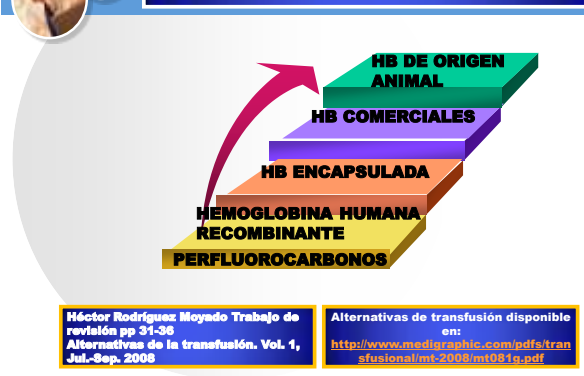 HB DE ORIGEN
ANIMAL
HB COMERCIALES
HB ENCAPSULADA
HEMOGLOBINA HUMANA
RECOMBINANTE
PERFLUOROCARBONOS
Héctor Rodríguez Moyado Trabajo de
revisión pp 31-36
Alternativas de la transfusión. Vol. 1,
Jul.-Sep. 2008
Alternativas de transfusión disponible
en:
http://www.medigraphic.com/pdfs/tran
sfusional/mt-2008/mt081g.pdf